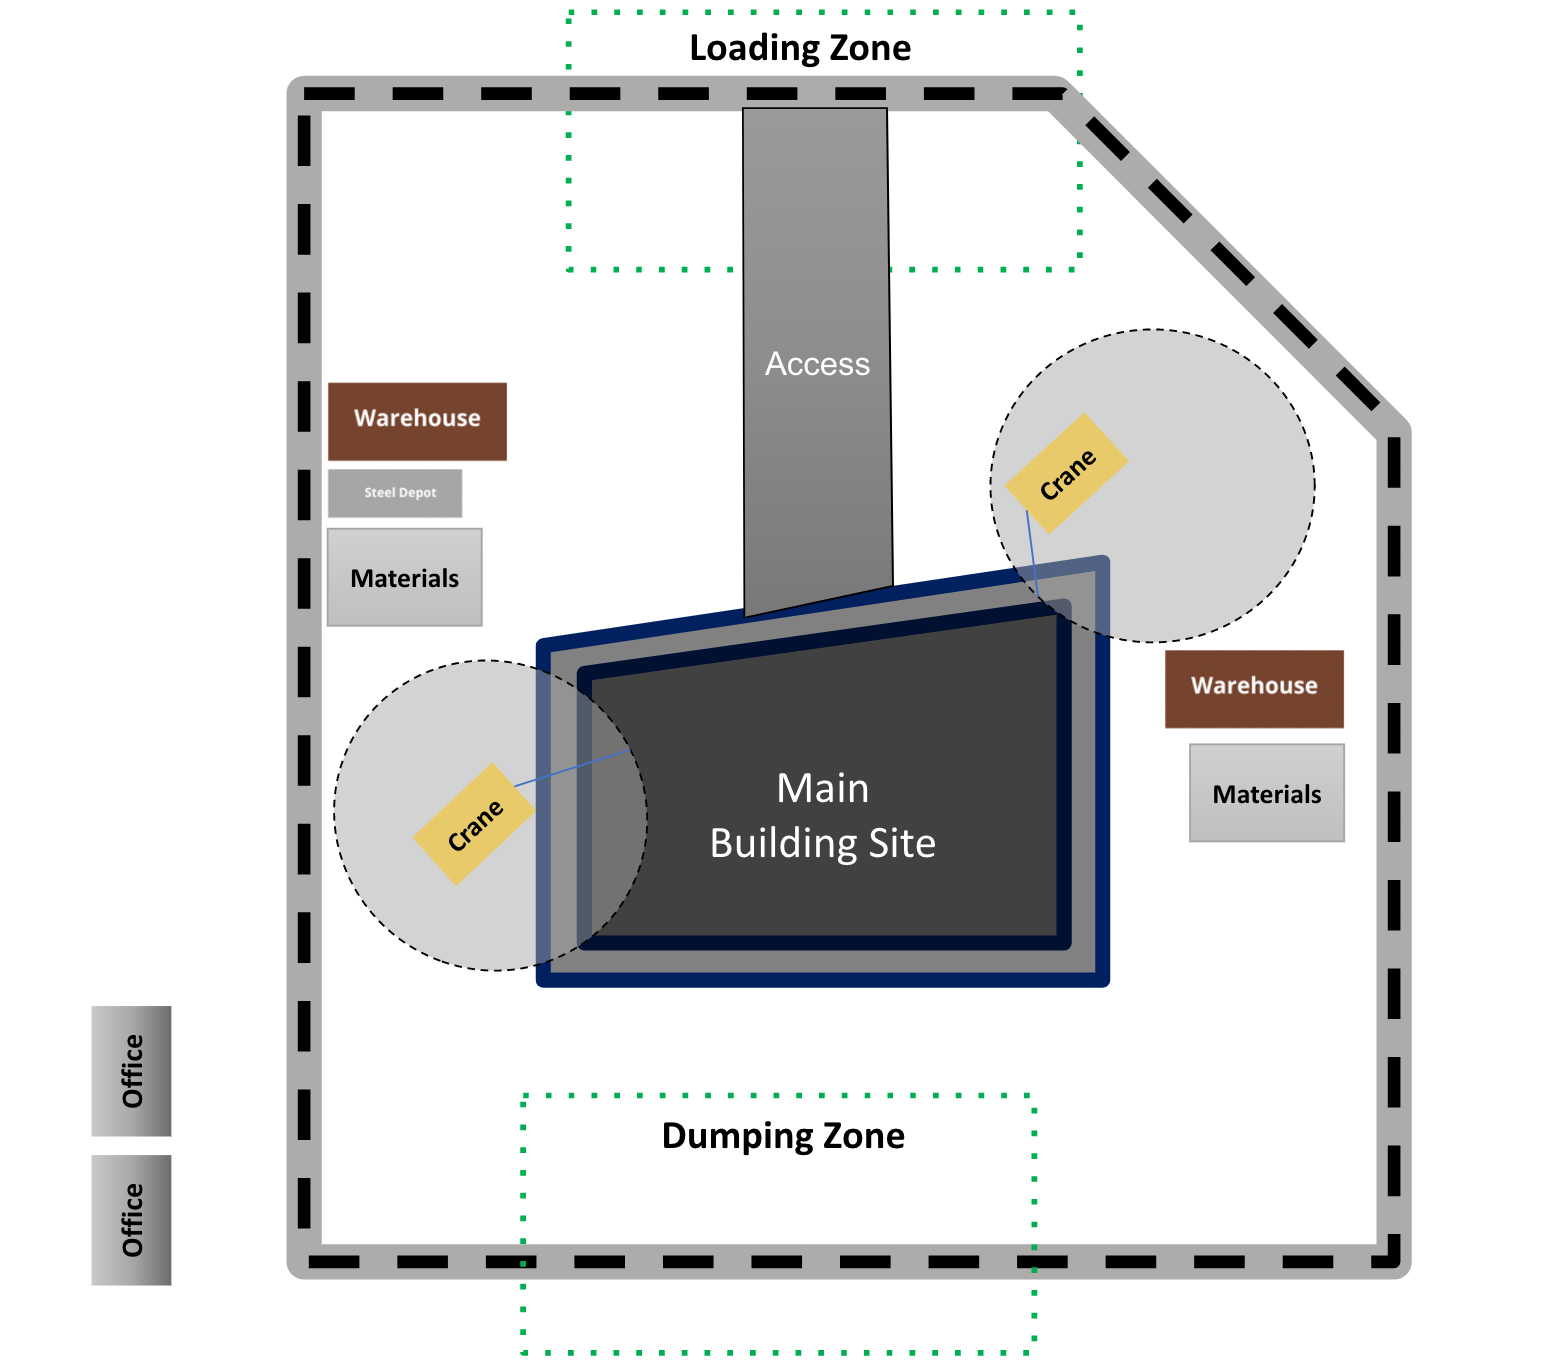 Loading Zone
Access
Warehouse
Crane
Steel Depot
Materials
Warehouse
Main
Building Site
Materials
Crane
Office
Dumping Zone
Office